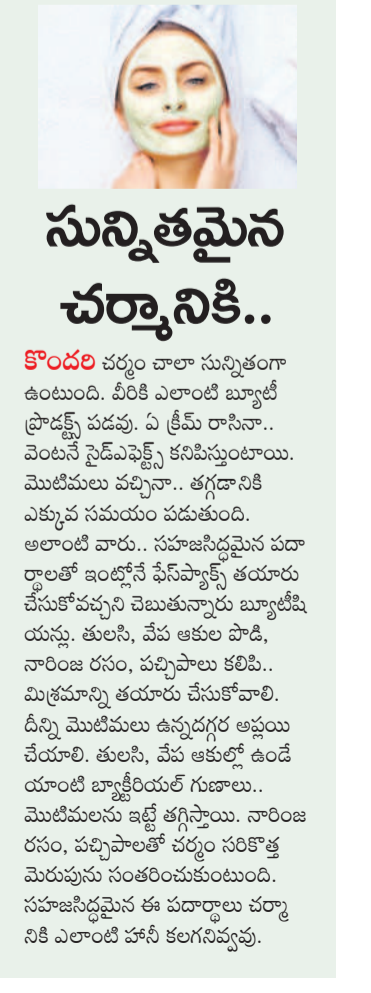 సున్నితమైన
చర్మానికి..
కొందరి చర్మం చాలా సున్నితంగా
ఉంటుంది. వీరికి ఎలాంటి బ్యూటీ
ప్రొడక్ట్స్ పడవు. ఏ క్రీమ్ రాసినా..
వెంటనే సైడ్ఎఫెక్ట్స్ కనిపిస్తుంటాయి.
మొటిమలు వచ్చినా.. తగ్గడానికి
ఎక్కువ సమయం పడుతుంది.
అలాంటి వారు.. సహజసిద్ధమైన పదా
ర్థాలతో ఇంట్లోనే ఫేస్‌ప్యాక్స్ తయారు
చేసుకోవచ్చని చెబుతున్నారు బ్యూటీషి
యన్లు. తులసి, వేప ఆకుల పొడి,
నారింజ రసం, పచ్చిపాలు కలిపి..
మిశ్రమాన్ని తయారు చేసుకోవాలి.
దీన్ని మొటిమలు ఉన్నదగ్గర అప్లయి
చేయాలి. తులసి, వేప ఆకుల్లో ఉండే
యాంటి బ్యాక్టీరియల్ గుణాలు..
మొటిమలను ఇట్టే తగ్గిస్తాయి. నారింజ
రసం, పచ్చిపాలతో చర్మం సరికొత్త
మెరుపును సంతరించుకుంటుంది.
సహజసిద్ధమైన ఈ పదార్థాలు చర్మా
నికి ఎలాంటి హానీ కలగనివ్వవు.